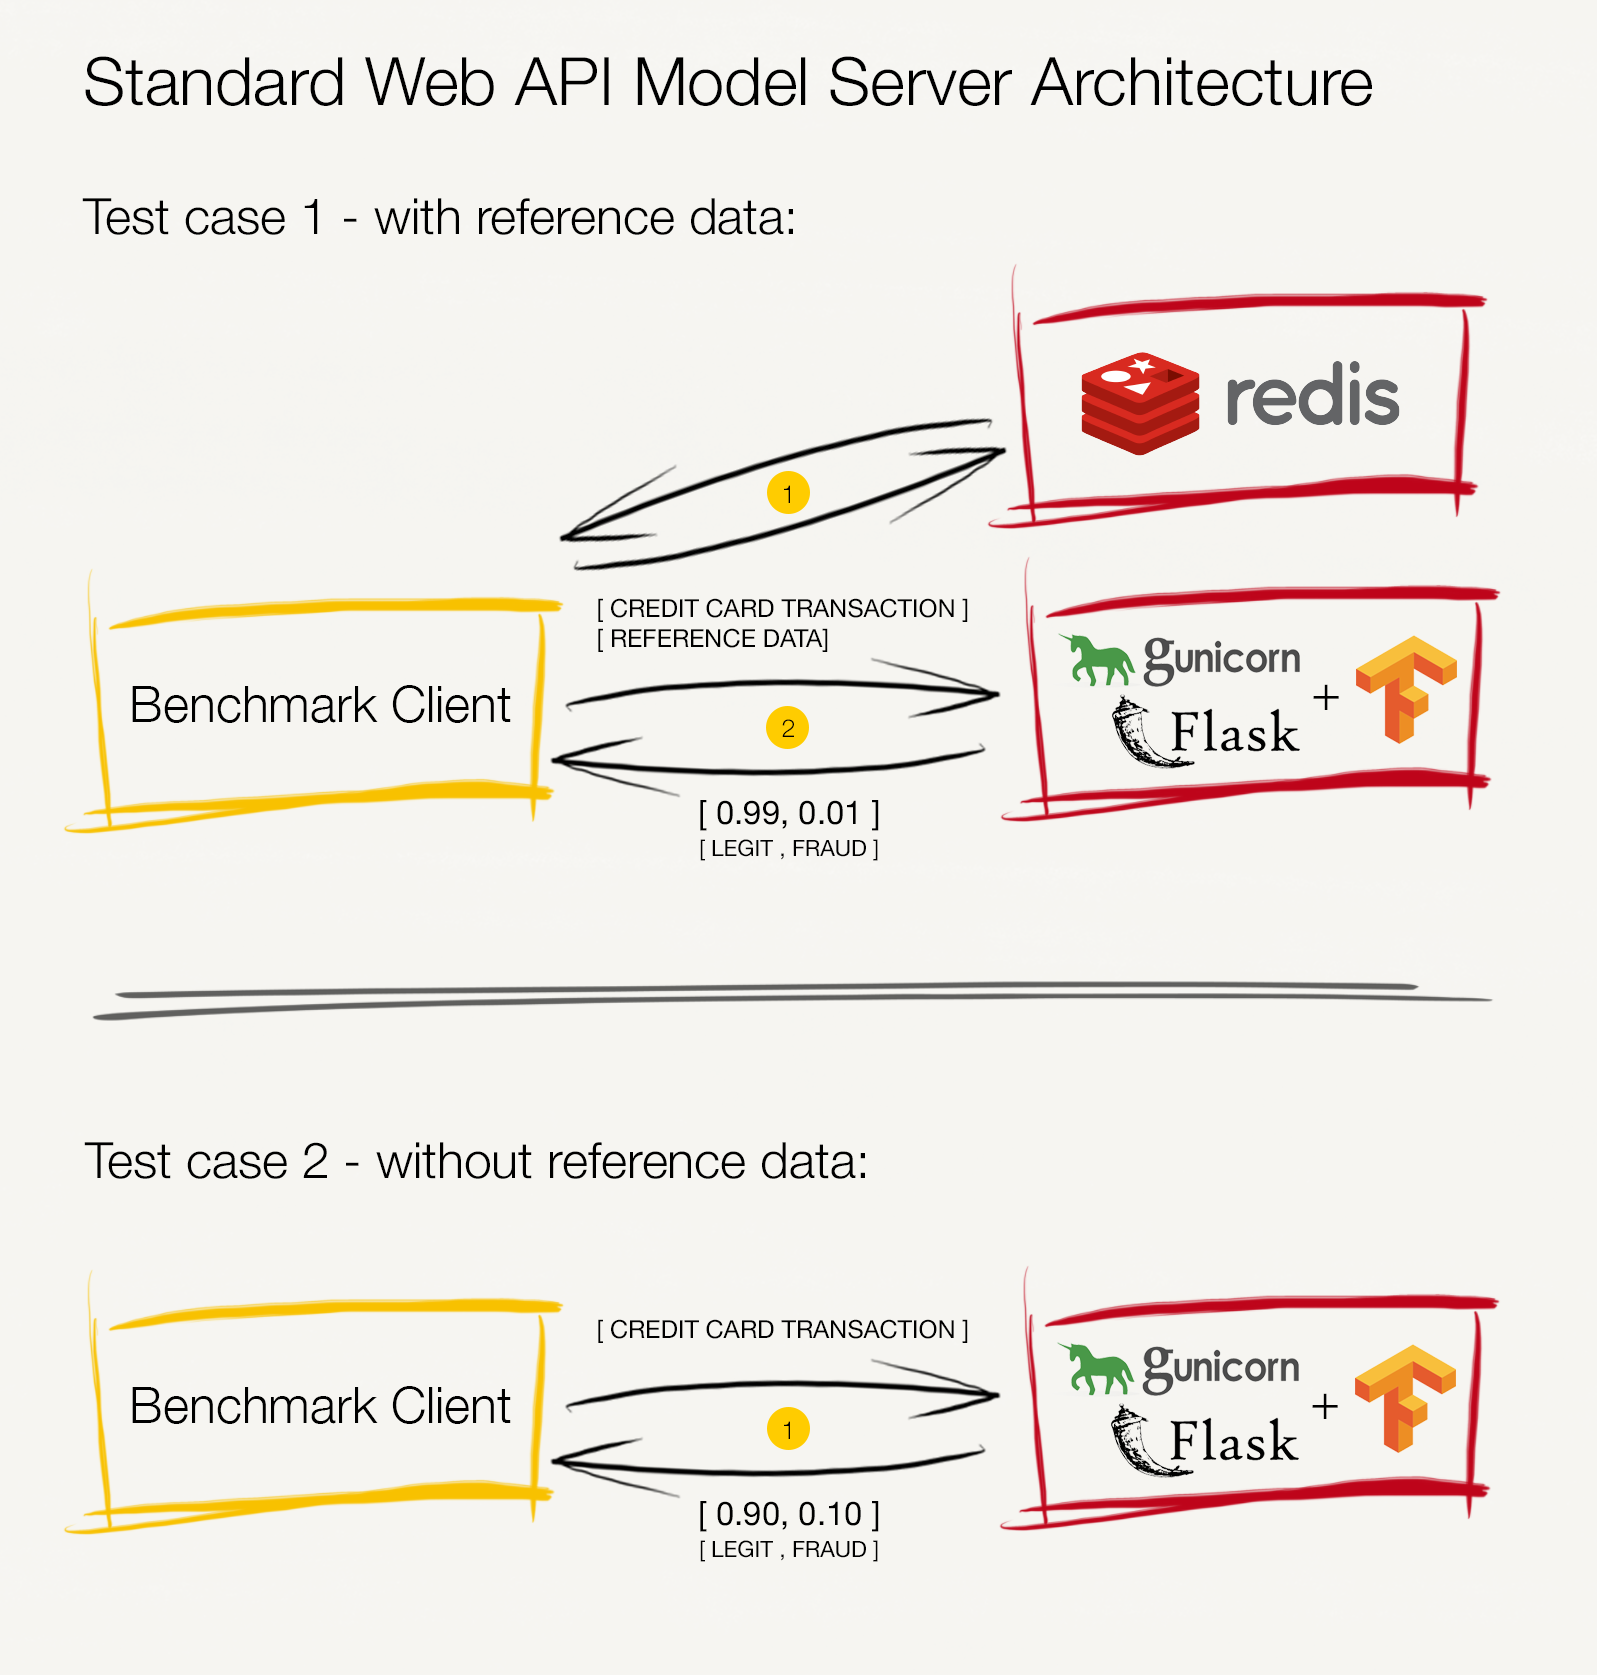 Standard Web API Model Server Architecture
Test case 1 - with reference data:
redis
1
[ CREDIT CARD TRANSACTION ]
[ REFERENCE DATA]
Benchmark Client
2
gunicorn
Flask
+
[ 0.99, 0.01 ]
[ LEGIT , FRAUD ]
Test case 2 - without reference data:
[ CREDIT CARD TRANSACTION ]
Benchmark Client
1
gunicorn
Flask
+
[ 0.90, 0.10 ]
[ LEGIT , FRAUD ]